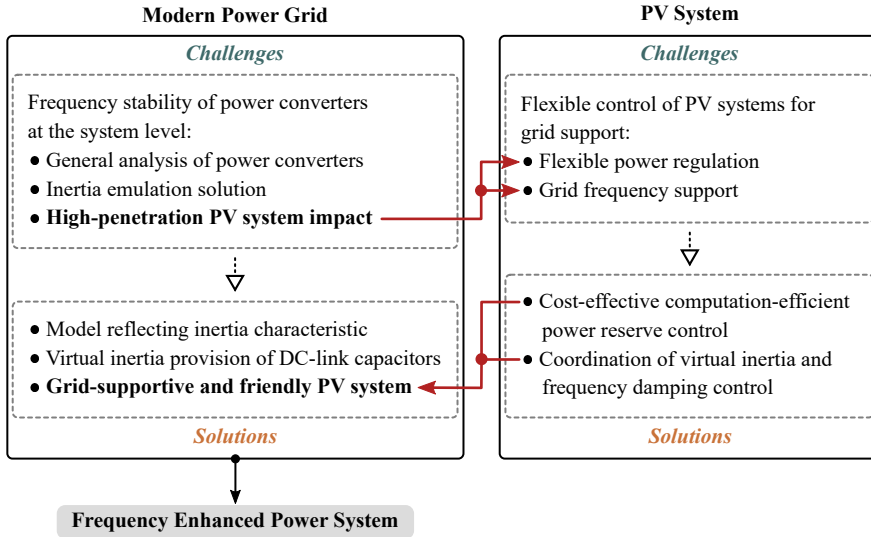 Modern Power Grid
Challenges
Frequency stability of power converters
at the system level:
● General analysis of power converters
● Inertia emulation solution
● High-penetration PV system impact
● Model reflecting inertia characteristic
● Virtual inertia provision of DC-link capacitors
● Grid-supportive and friendly PV system
Solutions
Frequency Enhanced Power System
PV System
Challenges
Flexible control of PV systems for
grid support:
● Flexible power regulation
● Grid frequency support
● Cost-effective computation-efficient
power reserve control
● Coordination of virtual inertia and
frequency damping control
Solutions